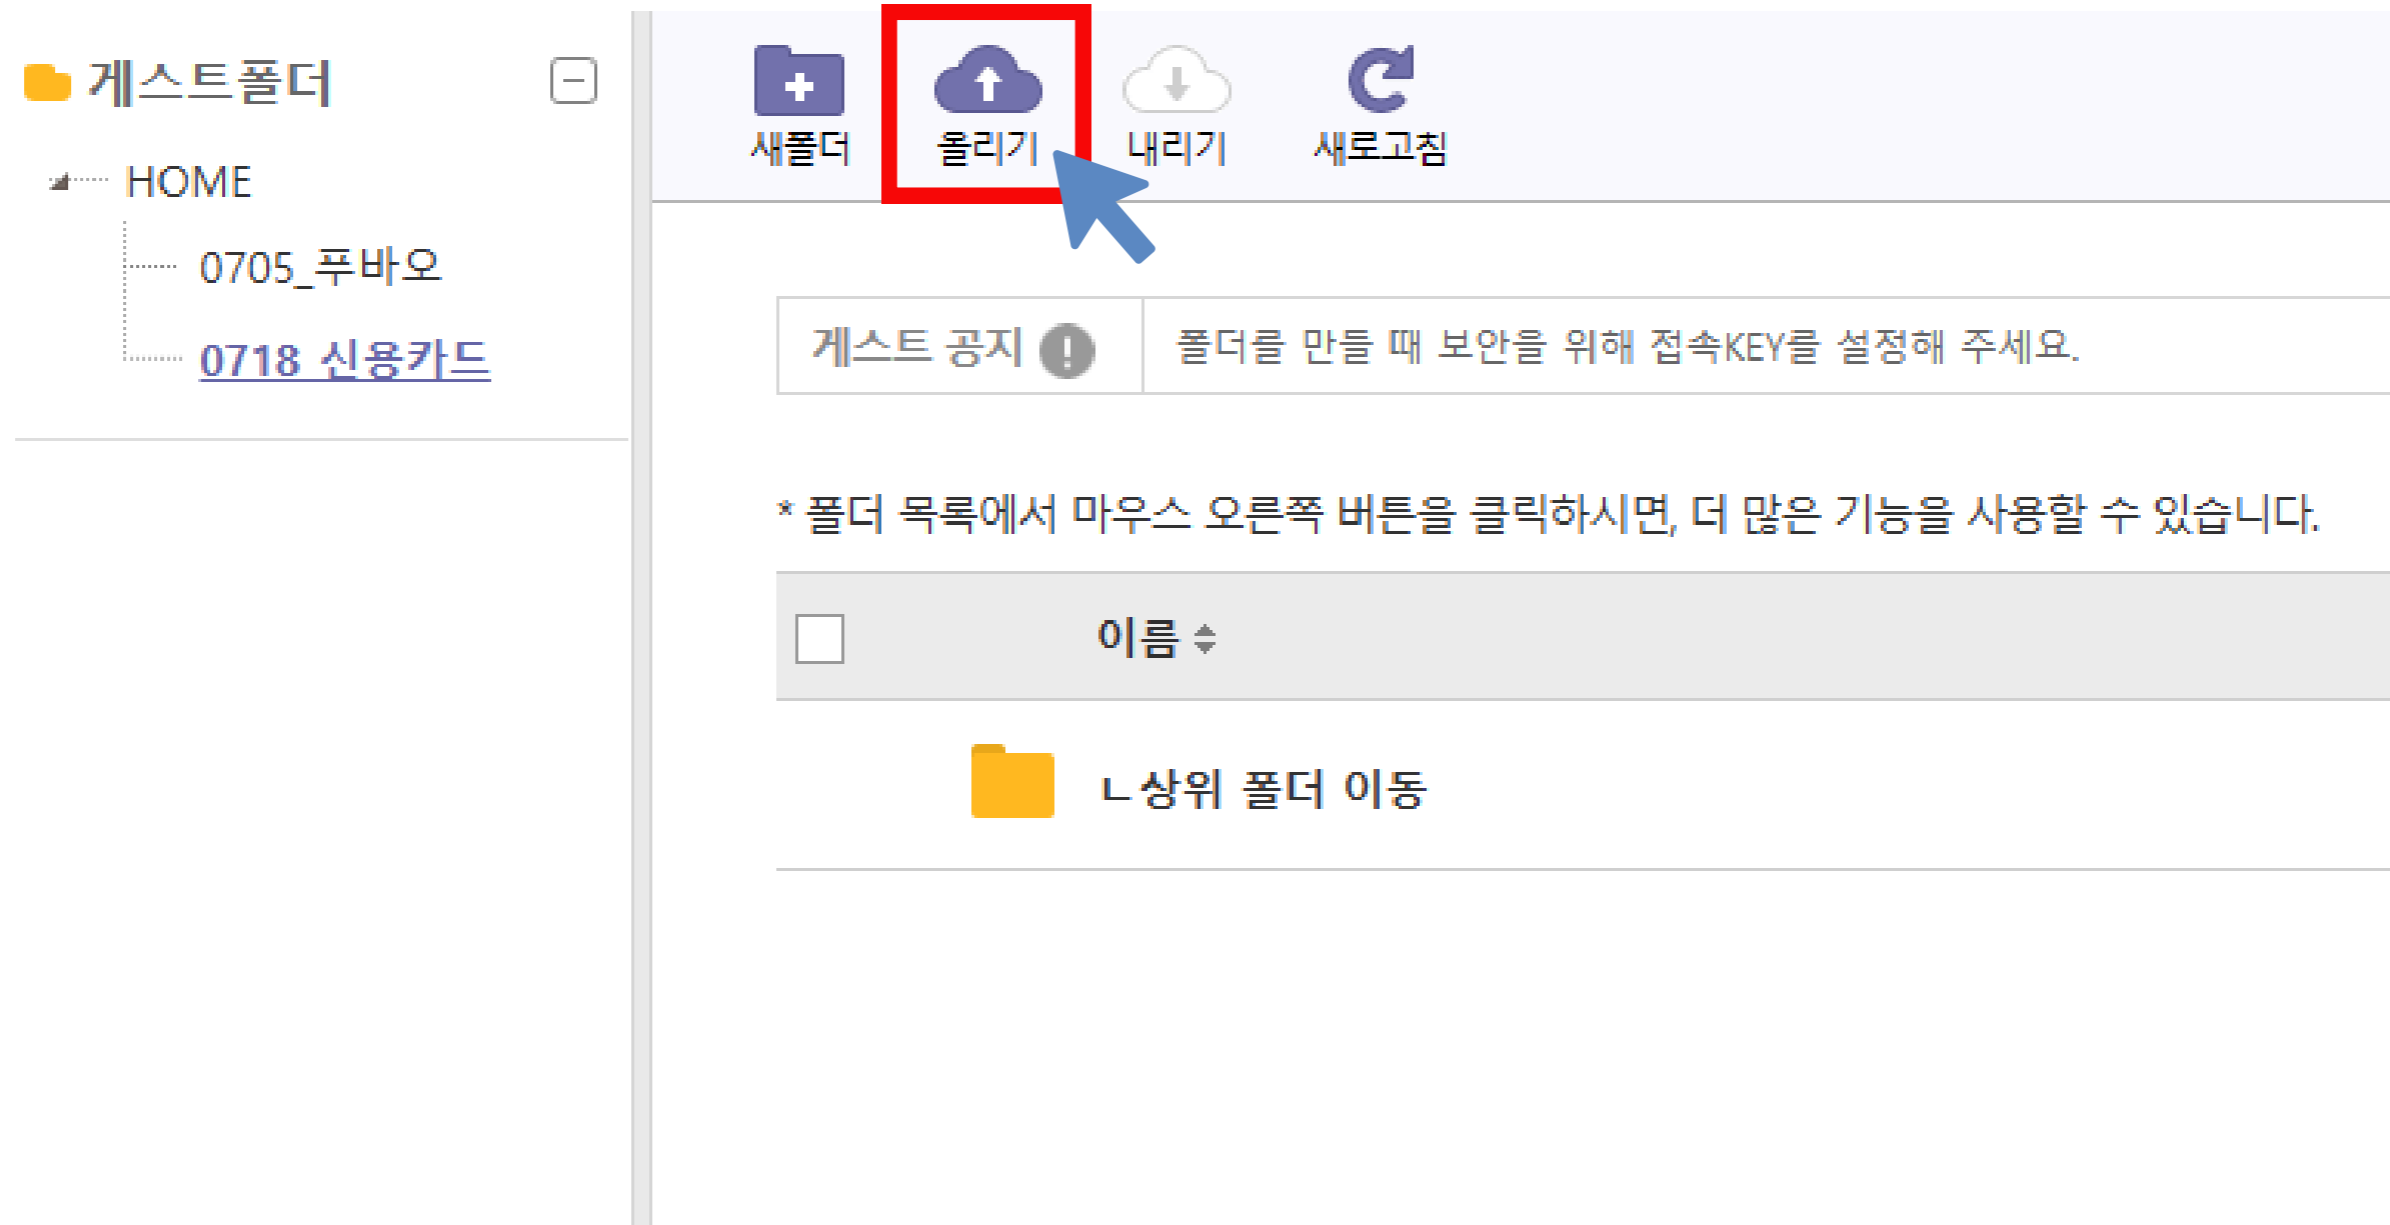 게스트폴더
HOME
0705_푸바오
0718_신용카드
새폴더 올리기 내리기 새로고침
게스트 공지 폴더를 만들 때 보안을 위해 접속KEY를 설정해 주세요.
* 폴더 목록에서 마우스 오른쪽 버튼을 클릭하시면, 더 많은 기능을 사용할 수 있습니다.
이름
ㄴ상위 폴더 이동